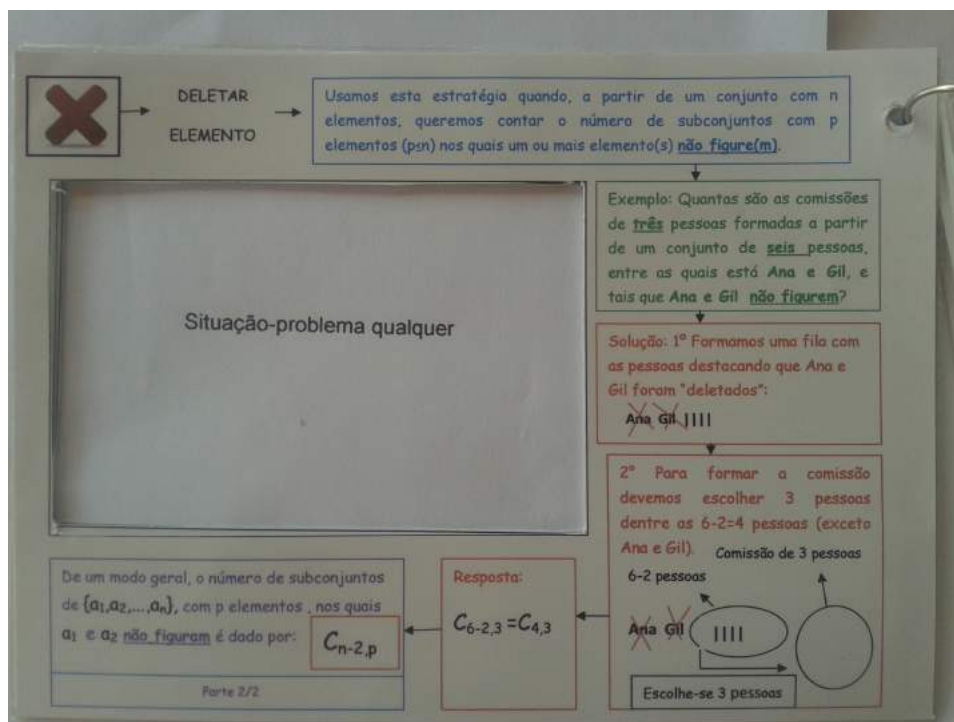 DELETAR
ELEMENTO
Usamos esta estratégia quando, a partir de um conjunto com n
elementos, queremos contar o número de subconjuntos com p
elementos (p≤n) nos quais um ou mais elemento(s) não figure(m).
Exemplo: Quantas são as comissões
de três pessoas formadas a partir
de um conjunto de seis pessoas,
entre as quais está Ana e Gil, e
tais que Ana e Gil não figurem?
Situação-problema qualquer
Solução: 1º Formamos uma fila com
as pessoas destacando que Ana e
Gil foram "deletados":
Ana Gil ||||
2º Para formar a comissão
devemos escolher 3 pessoas
dentre as 6-2=4 pessoas (exceto
Ana e Gil).
Comissão de 3 pessoas
6-2 pessoas
Ana Gil ||||
Escolhe-se 3 pessoas
Resposta:
C6-2,3 =C4,3
De um modo geral, o número de subconjuntos
de {a1,a2,...,an}, com p elementos , nos quais
a1 e a2 não figuram é dado por:
Cn-2,p
Parte 2/2